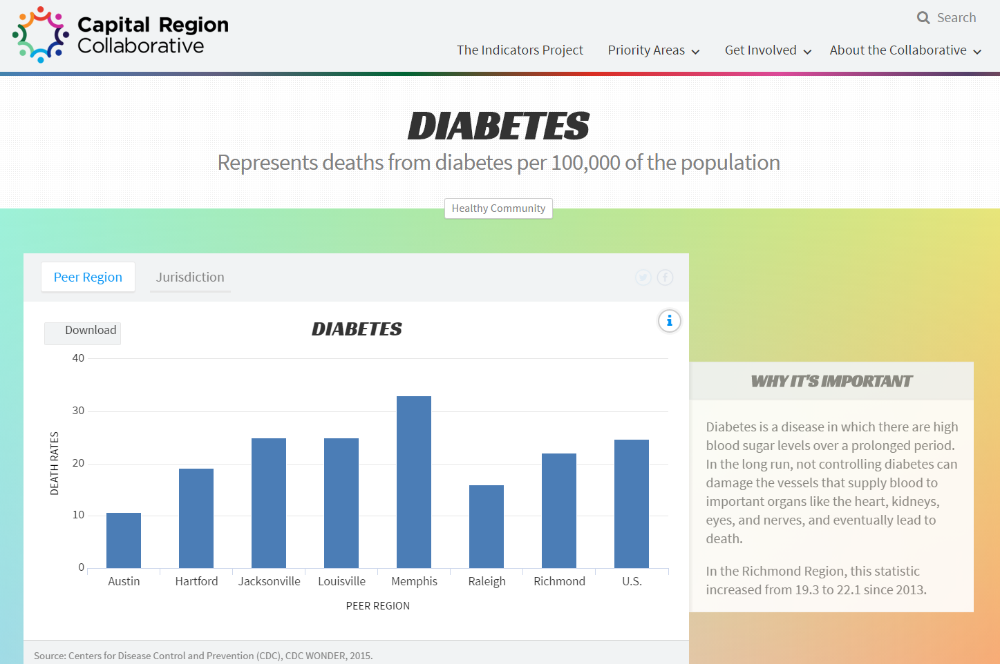 Capital Region
Collaborative
Search
The Indicators Project
Priority Areas
Get Involved
About the Collaborative
DIABETES
Represents deaths from diabetes per 100,000 of the population
Healthy Community
Peer Region
Jurisdiction
Download
DIABETES
40
30
20
10
0
DEATH RATES
Austin
Hartford
Jacksonville
Louisville
Memphis
Raleigh
Richmond
U.S.
PEER REGION
Source: Centers for Disease Control and Prevention (CDC), CDC WONDER, 2015.
WHY IT'S IMPORTANT
Diabetes is a disease in which there are high
blood sugar levels over a prolonged period.
In the long run, not controlling diabetes can
damage the vessels that supply blood to
important organs like the heart, kidneys,
eyes, and nerves, and eventually lead to
death.
In the Richmond Region, this statistic
increased from 19.3 to 22.1 since 2013.